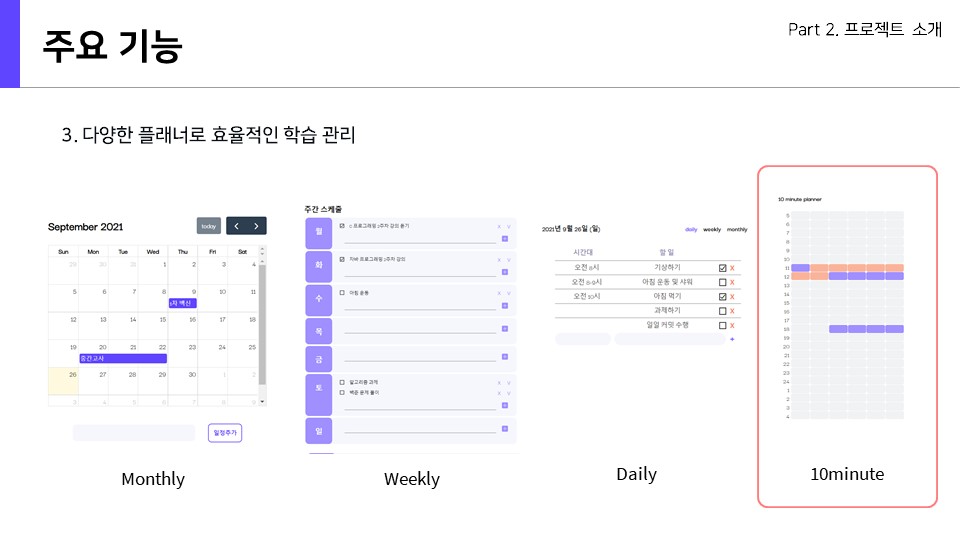 주요 기능
Part 2. 프로젝트 소개
3. 다양한 플래너로 효율적인 학습 관리
September 2021
today
Sun Mon Tue Wed Thu Fri Sat
29 30 31 1 2 3 4
5 6 7 8 9 10 11
1차 백신
12 13 14 15 16 17 18
19 20 21 22 23 24 25
중간고사
26 27 28 29 30 1 2
3 4 5 6 7 8 9
일정추가
Monthly
주간 스케줄
월
프로그래밍 2주차 강의 듣기
화
자바 프로그래밍 2주차 강의
수
아침 운동
목
금
토
알고리즘 과제
백준 문제 풀이
일
Weekly
2021년 9월 26일 (일)
daily weekly monthly
시간대 할 일
오전 6시 기상하기 X
오전 8-9시 아침 운동 및 샤워 X
오전 10시 아침 먹기 X
과제하기 X
일일 커밋 수행 X
+
Daily
10 minute planner
5
6
7
8
9
10
11
12
13
14
15
16
17
18
19
20
21
22
23
24
1
2
3
4
10minute